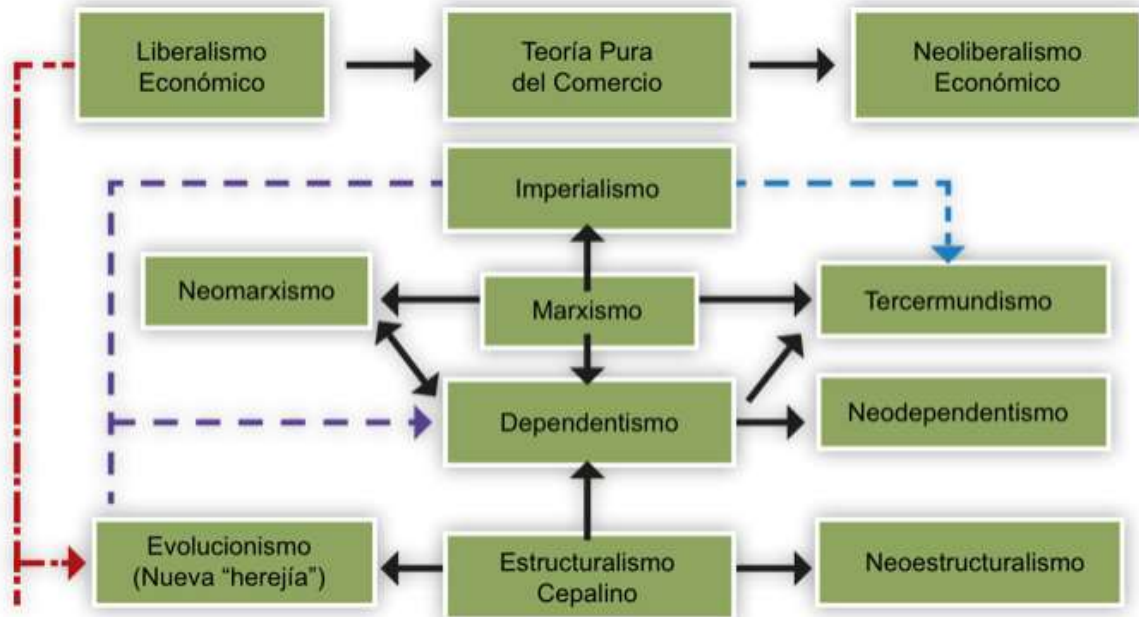 Liberalismo
Económico
Teoría Pura
del Comercio
Neoliberalismo
Económico
Imperialismo
Neomarxismo
Marxismo
Tercermundismo
Dependentismo
Neodependentismo
Evolucionismo
(Nueva “herejía”)
Estructuralismo
Cepalino
Neoestructuralismo